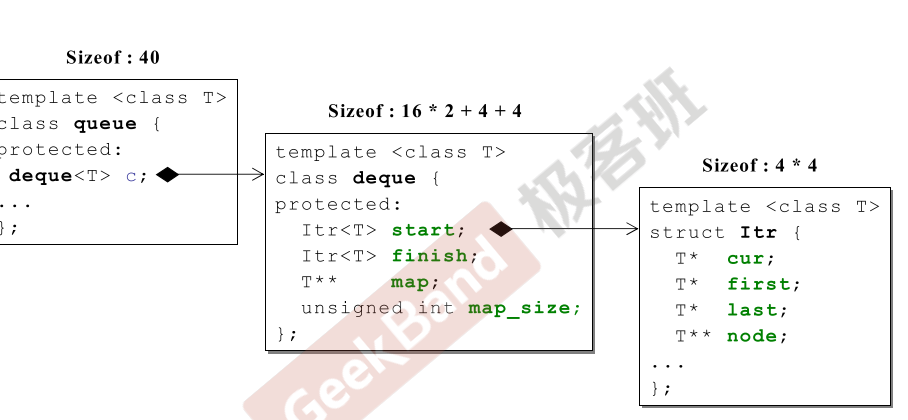 Sizeof : 40
template <class T>
class queue {
protected:
deque<T> c;
...
};
Sizeof : 16 * 2 + 4 + 4
template <class T>
class deque {
protected:
Itr<T> start;
Itr<T> finish;
T** map;
unsigned int map_size;
};
Sizeof : 4 * 4
template <class T>
struct Itr {
T* cur;
T* first;
T* last;
T** node;
...
};
GeekBand 极客班